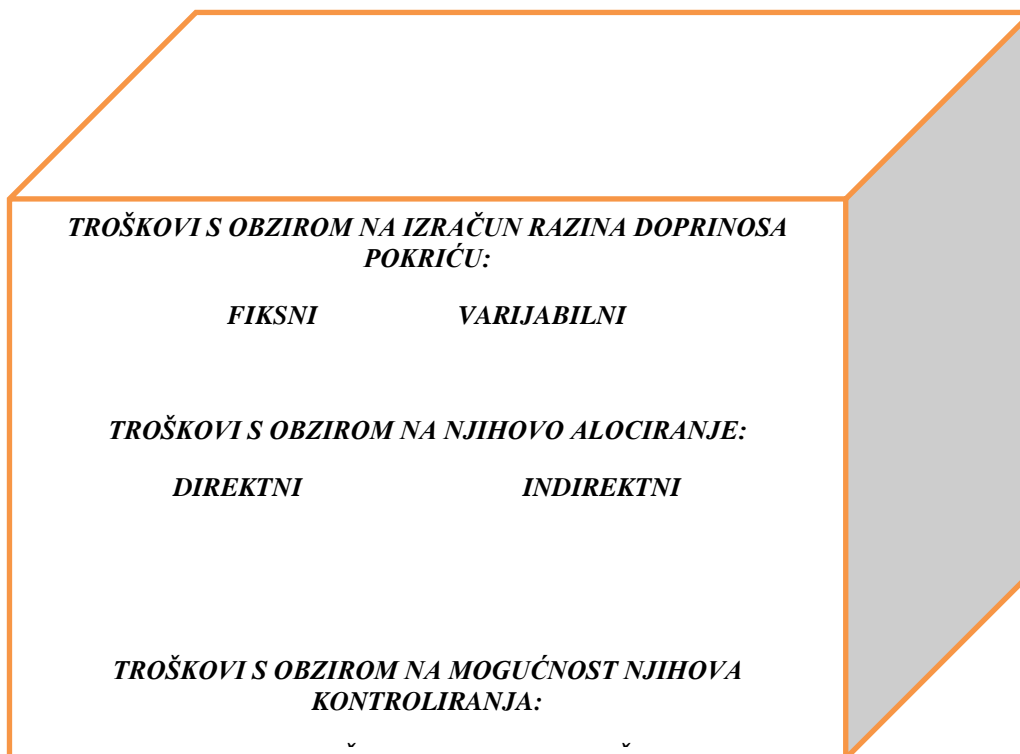 TROŠKOVI S OBZIROM NA IZRAČUN RAZINA DOPRINOSA
POKRIĆU:
FIKSNI VARIJABILNI
TROŠKOVI S OBZIROM NA NJIHOVO ALOCIRANJE:
DIREKTNI INDIREKTNI
TROŠKOVI S OBZIROM NA MOGUĆNOST NJIHOVA
KONTROLIRANJA: